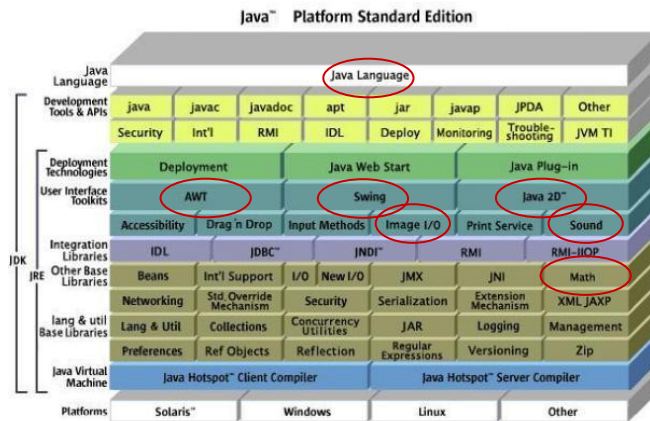 Java™ Platform Standard Edition
Java Language
Java Language
Development Tools & APIs
java javac javadoc apt jar javap JPDA Other
Security Int'l RMI IDL Deploy Monitoring Trouble-shooting JVM TI
Deployment Technologies
Deployment Java Web Start Java Plug-in
User Interface Toolkits
AWT Swing Java 2D™
Accessibility Drag'n Drop Input Methods Image I/O Print Service Sound
Integration Libraries
IDL JDBC™ JNDI™ RMI RMI-IIOP
Other Base Libraries
Beans Int'l Support I/O New I/O JMX JNI Math
Networking Std. Override Mechanism Security Serialization Extension Mechanism XML JAXP
lang & util Base Libraries
Lang & Util Collections Concurrency Utilities JAR Logging Management
Preferences Ref Objects Reflection Regular Expressions Versioning Zip
Java Virtual Machine
Java Hotspot™ Client Compiler Java Hotspot™ Server Compiler
Platforms
Solaris™ Windows Linux Other
JDK
JRE